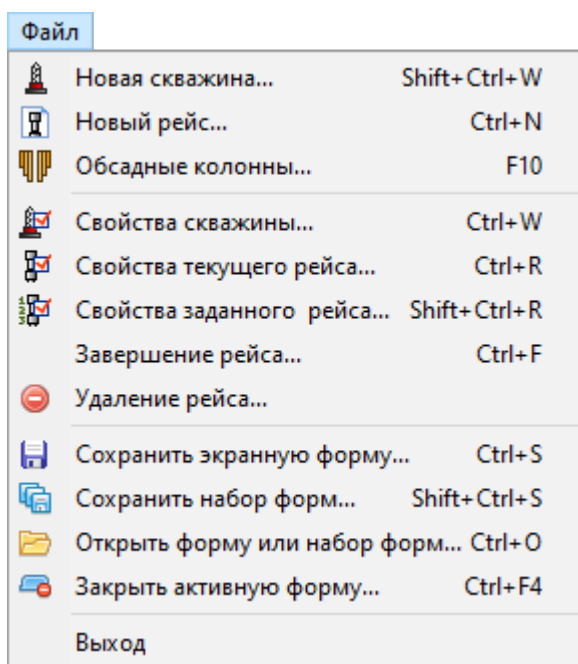 Файл
Новая скважина... Shift+Ctrl+W
Новый рейс... Ctrl+N
Обсадные колонны... F10
Свойства скважины... Ctrl+W
Свойства текущего рейса... Ctrl+R
Свойства заданного  рейса... Shift+Ctrl+R
Завершение рейса... Ctrl+F
Удаление рейса...
Сохранить экранную форму... Ctrl+S
Сохранить набор форм... Shift+Ctrl+S
Открыть форму или набор форм... Ctrl+O
Закрыть активную форму... Ctrl+F4
Выход